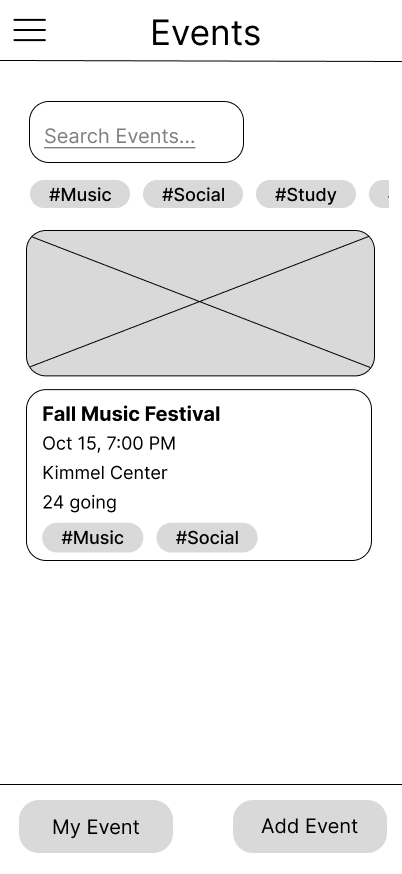 Events
Search Events...
#Music #Social #Study
Fall Music Festival
Oct 15, 7:00 PM
Kimmel Center
24 going
#Music #Social
My Event Add Event